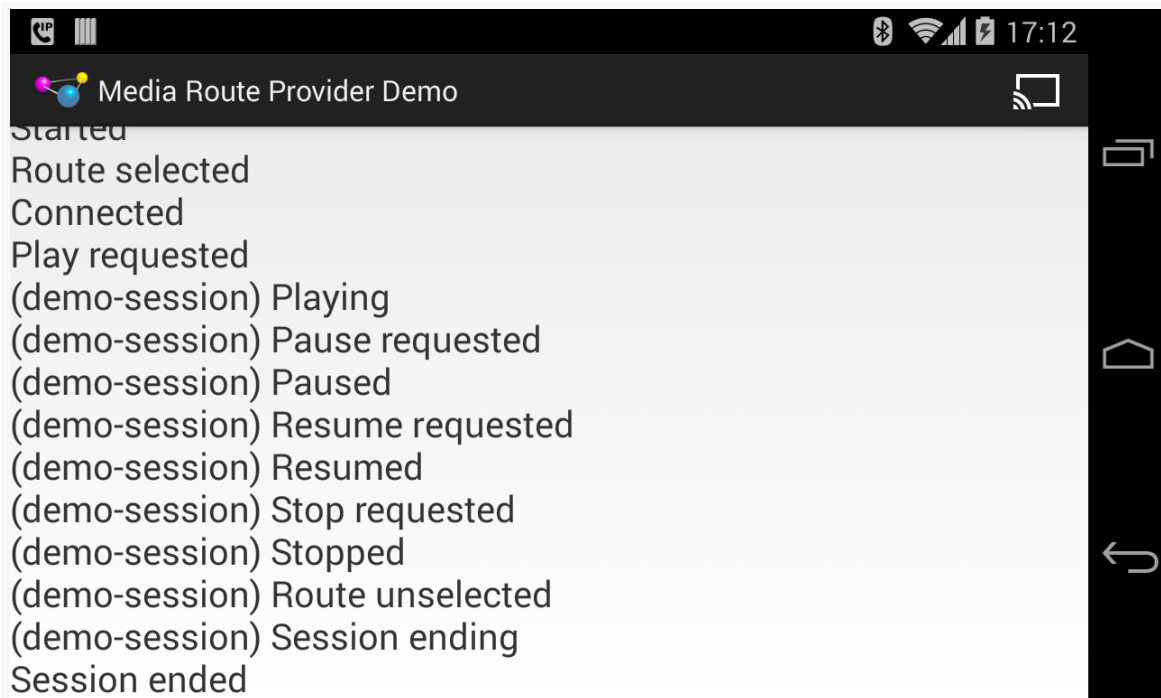 17:12
Media Route Provider Demo
Started
Route selected
Connected
Play requested
(demo-session) Playing
(demo-session) Pause requested
(demo-session) Paused
(demo-session) Resume requested
(demo-session) Resumed
(demo-session) Stop requested
(demo-session) Stopped
(demo-session) Route unselected
(demo-session) Session ending
Session ended